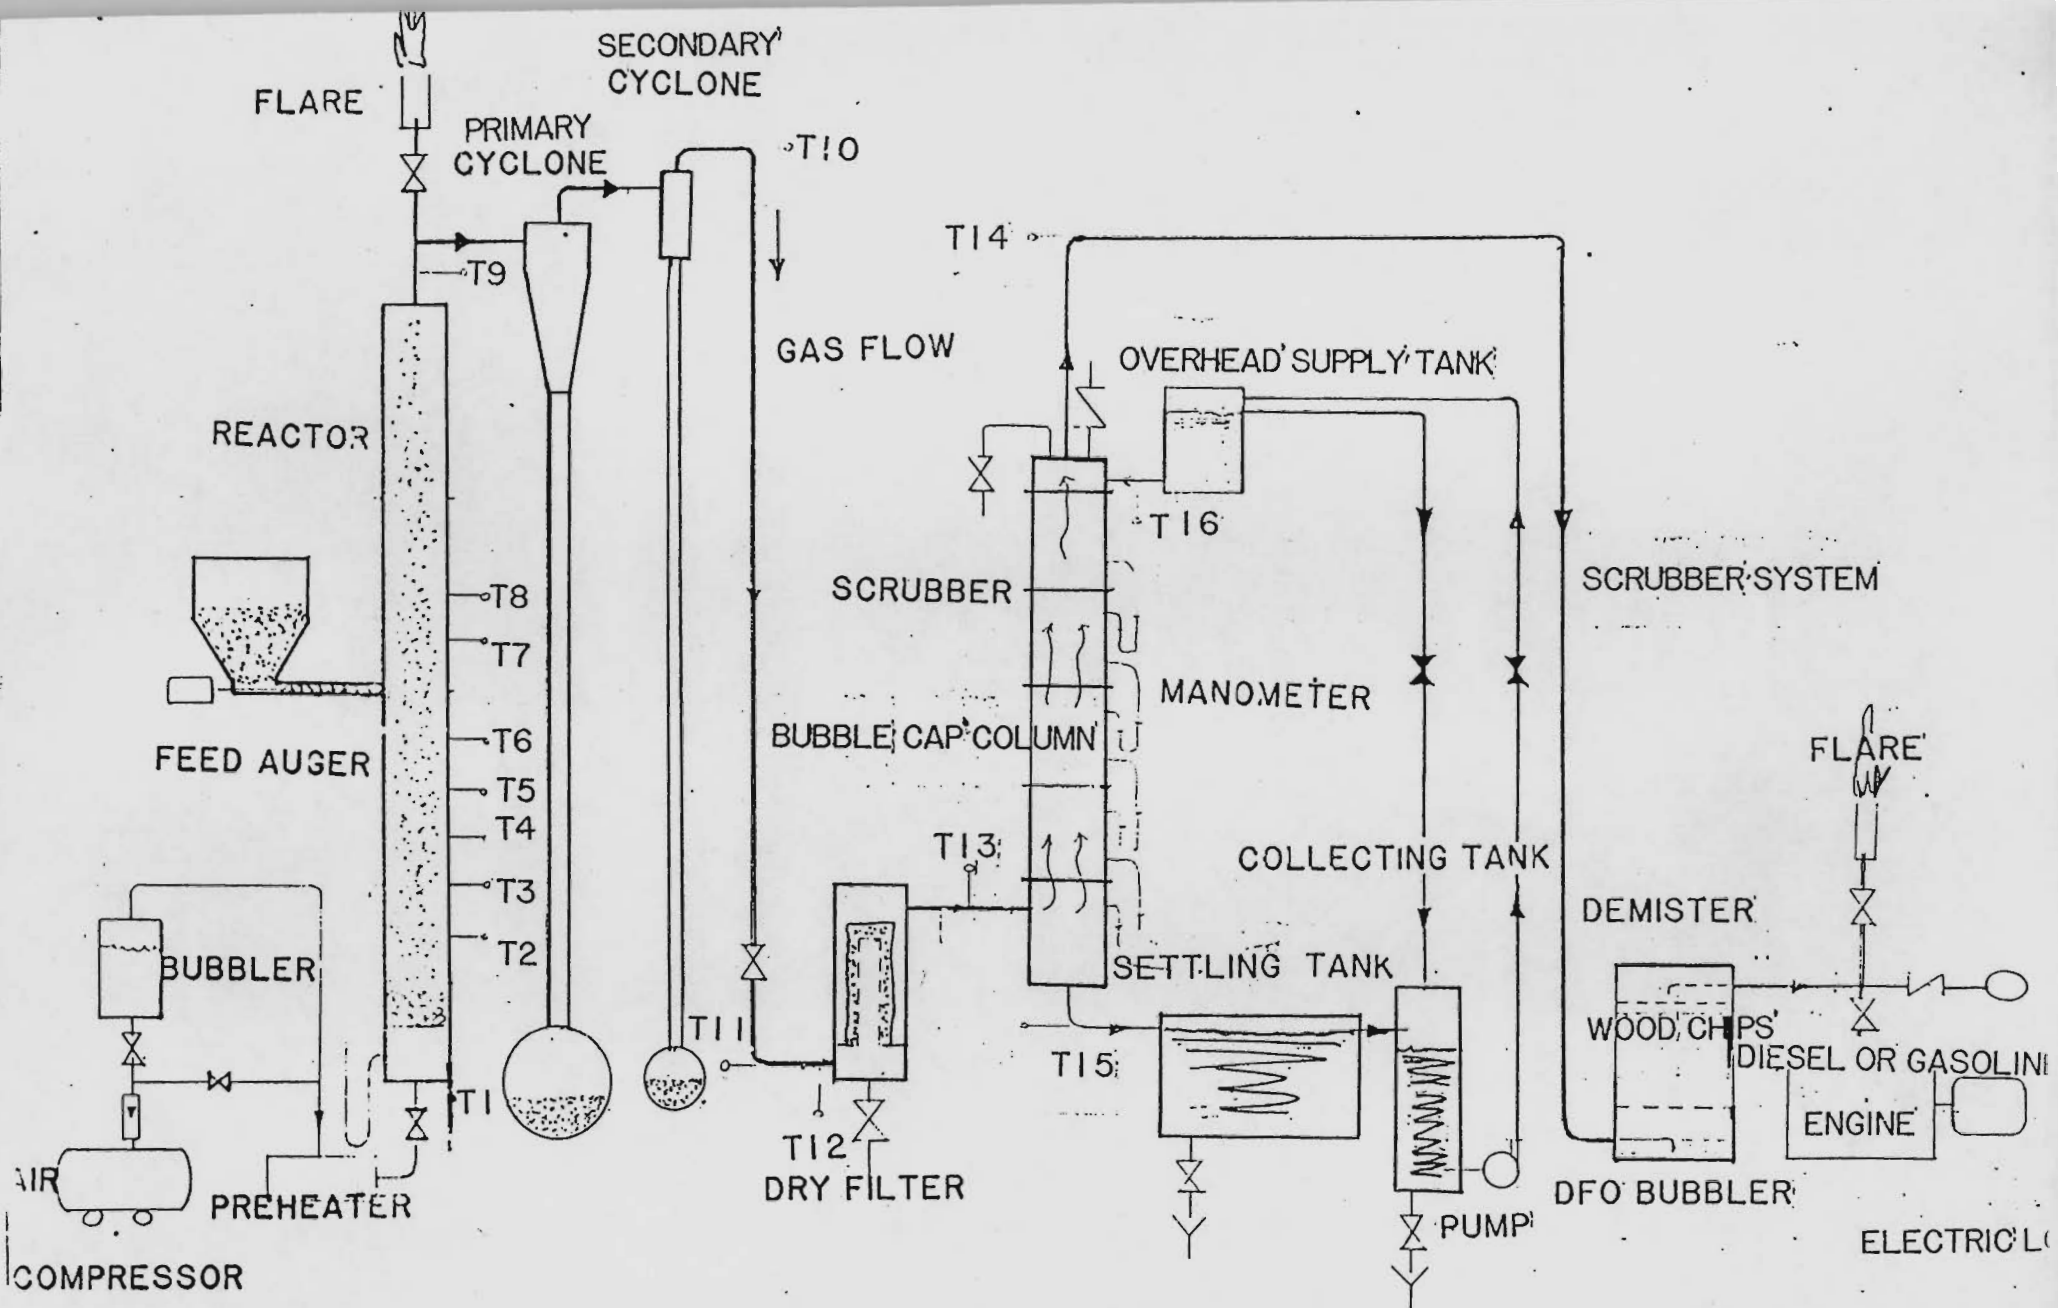 SECONDARY
CYCLONE
FLARE
PRIMARY
CYCLONE
T10
T14
T9
GAS FLOW
OVERHEAD SUPPLY TANK
REACTOR
T16
SCRUBBER
SCRUBBER SYSTEM
T8
T7
MANOMETER
T6
BUBBLE CAP COLUMN
FLARE
FEED AUGER
T5
T4
T13
COLLECTING TANK
T3
DEMISTER
T2
BUBBLER
SETTLING TANK
T11
WOOD CHIPS
T15
DIESEL OR GASOLIN
T1
ENGINE
T12
AIR
PREHEATER
DRY FILTER
DFO BUBBLER
PUMP
ELECTRIC L
COMPRESSOR